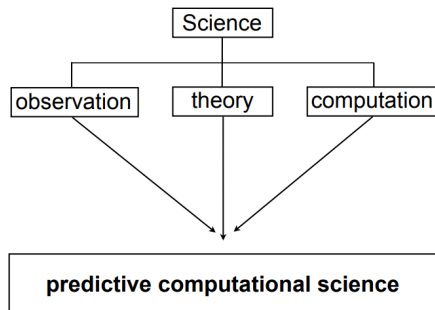 Science
observation
theory
computation
predictive computational science